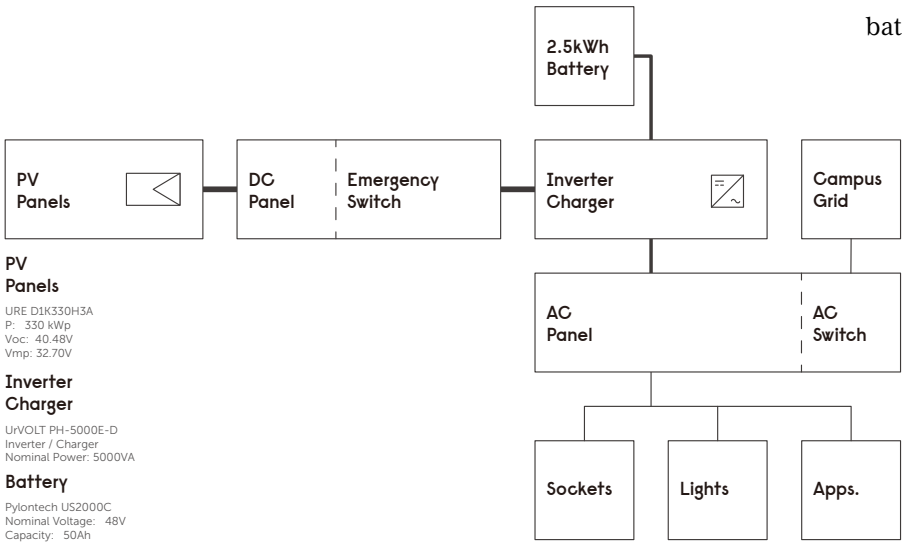 bat
2.5kWh
Battery
PV
Panels
DC
Panel
Emergency
Switch
Inverter
Charger
Campus
Grid
AC
Panel
AC
Switch
Sockets
Lights
Apps.
PV
Panels
URE D1K330H3A
P: 330 kWp
Voc: 40.48V
Vmp: 32.70V
Inverter
Charger
UrVOLT PH-5000E-D
Inverter / Charger
Nominal Power: 5000VA
Battery
Pylontech US2000C
Nominal Voltage: 48V
Capacity: 50Ah